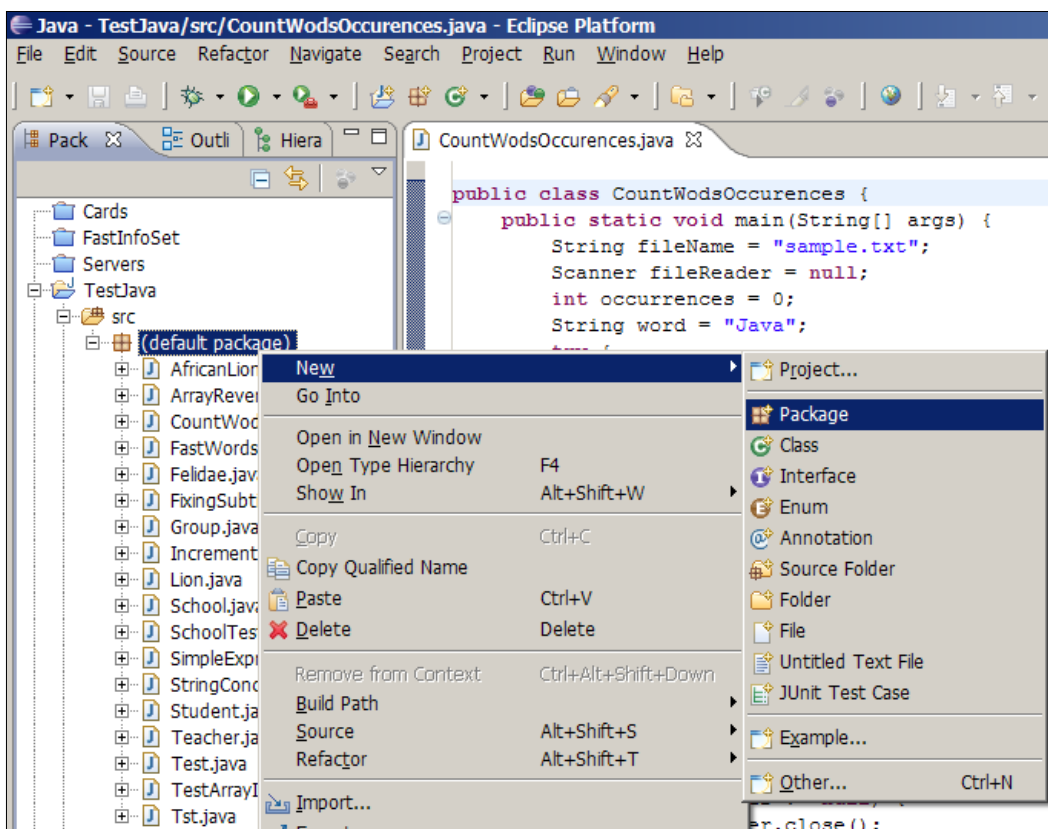 Java - TestJava/src/CountWodsOccurences.java - Eclipse Platform
File Edit Source Refactor Navigate Search Project Run Window Help
Pack Outli Hiera
CountWodsOccurences.java
Cards
FastInfoSet
Servers
TestJava
src
(default package)
AfricanLion
ArrayRever
CountWod
FastWords
Felidae.jav
FixingSubt
Group.java
Increment
Lion.java
School.java
SchoolTes
SimpleExpr
StringConc
Student.ja
Teacher.ja
Test.java
TestArrayI
Tst.java
public class CountWodsOccurences {
public static void main(String[] args) {
String fileName = "sample.txt";
Scanner fileReader = null;
int occurrences = 0;
String word = "Java";
try {
New
Go Into
Open in New Window
Open Type Hierarchy F4
Show In Alt+Shift+W
Copy Ctrl+C
Copy Qualified Name
Paste Ctrl+V
Delete Delete
Remove from Context Ctrl+Alt+Shift+Down
Build Path
Source Alt+Shift+S
Refactor Alt+Shift+T
Import...
Project...
Package
Class
Interface
Enum
Annotation
Source Folder
Folder
File
Untitled Text File
JUnit Test Case
Example...
Other... Ctrl+N
er.close();